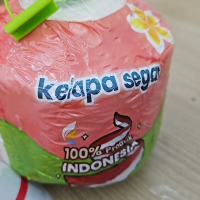 kelapa segar
100% Produk
INDONESIA